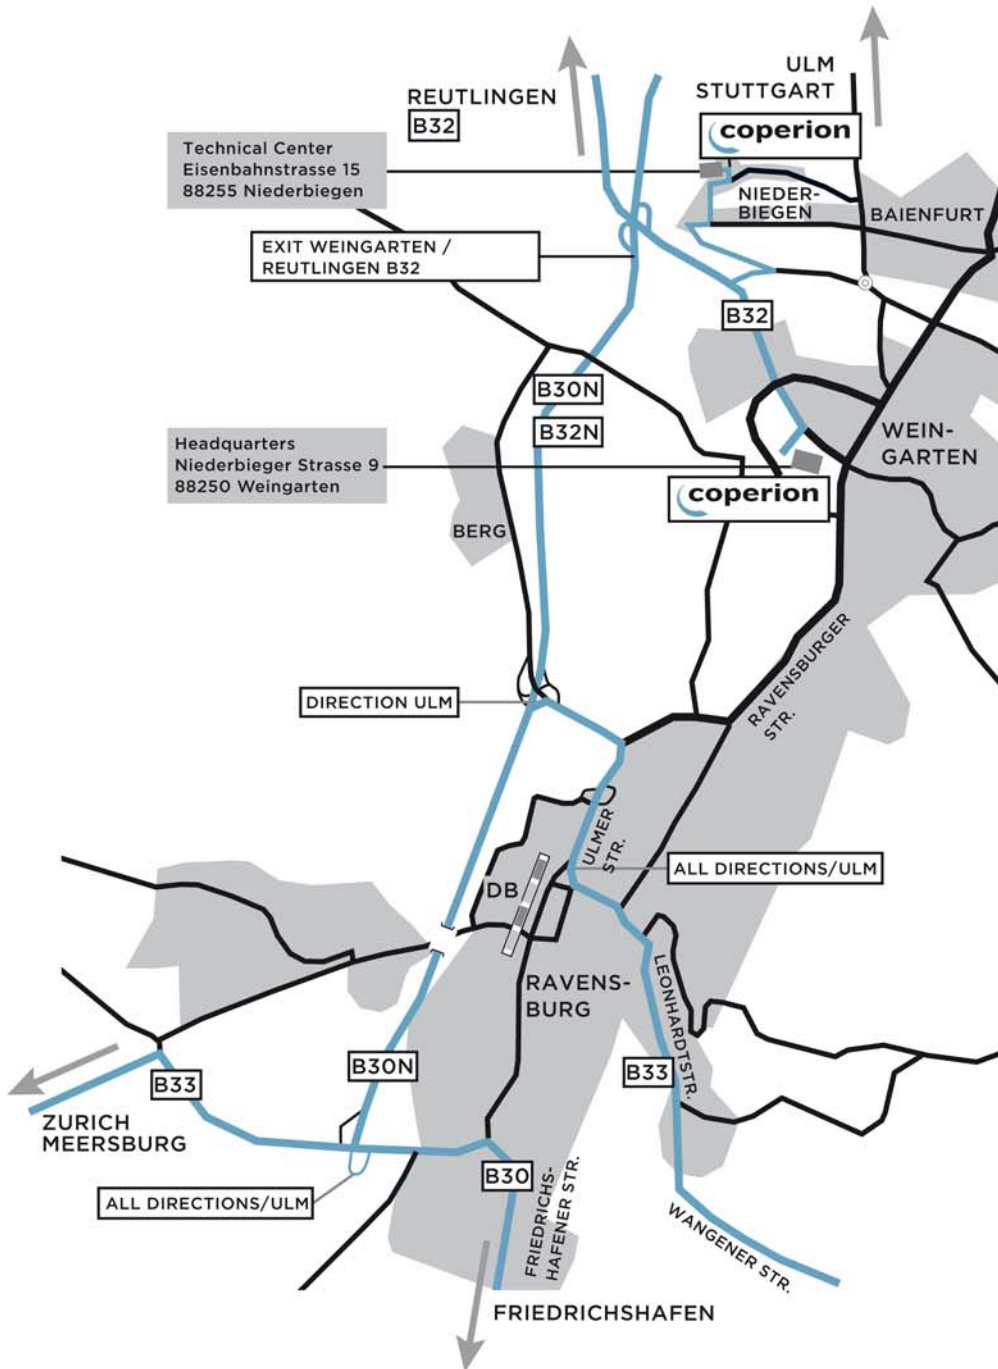 ULM
STUTTGART
REUTLINGEN
B32
coperion
Technical Center
Eisenbahnstrasse 15
88255 Niederbiegen
NIEDER-
BIEGEN
BAIENFURT
EXIT WEINGARTEN /
REUTLINGEN B32
B32
B30N
B32N
WEIN-
GARTEN
Headquarters
Niederbieger Strasse 9
88250 Weingarten
coperion
BERG
RAVENSBURGER
STR.
DIRECTION ULM
ULMER
STR.
ALL DIRECTIONS/ULM
DB
RAVENS-
BURG
LEONHARDTSTR.
B30N
B33
B33
ZURICH
MEERSBURG
B30
ALL DIRECTIONS/ULM
FRIEDRICHS-
HAFENER STR.
WANGENER STR.
FRIEDRICHSHAFEN